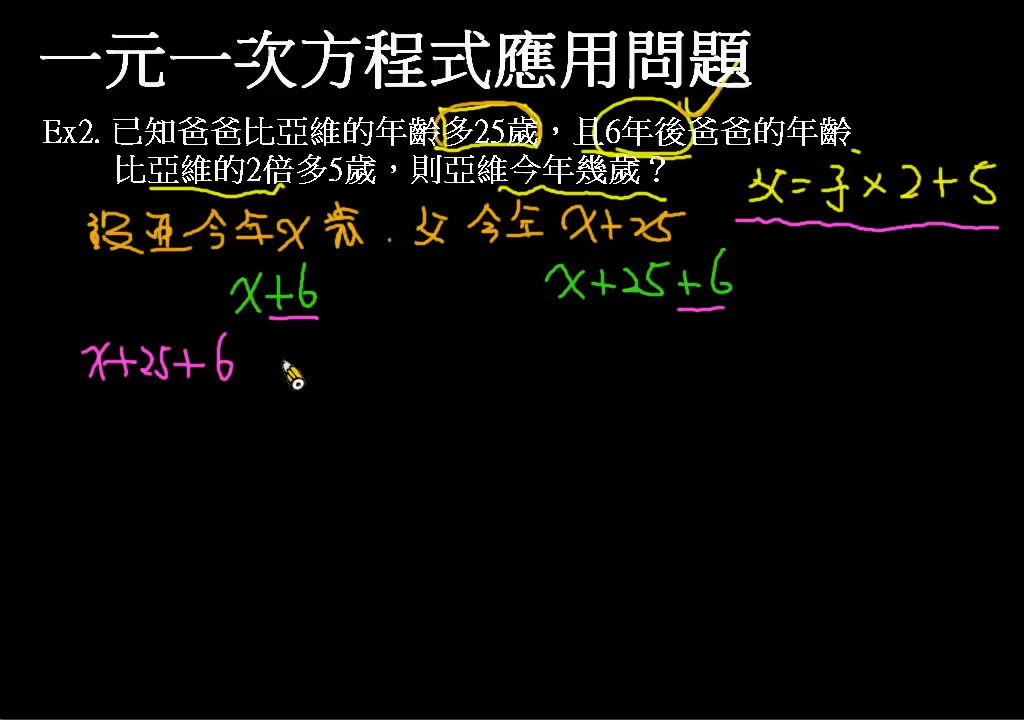 一元一次方程式應用問題
Ex2. 已知爸爸比亞維的年齡多25歲，且6年後爸爸的年齡
比亞維的2倍多5歲，則亞維今年幾歲？
父=子×2+5
設亞今年x歲．父今年x+25
x+6 x+25+6
x+25+6